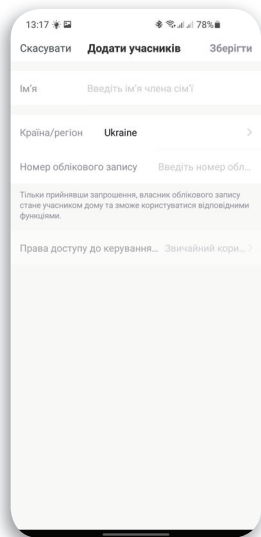 13:17 78%
Скасувати Додати учасників Зберігти
Ім'я Введіть ім'я члена сім'ї
Країна/регіон Ukraine
Номер облікового запису Введіть номер обл...
Тільки прийнявши запрошення, власник облікового запису
стане учасником дому та зможе користуватися відповідними
функціями.
Права доступу до керування... Звичайний кори...